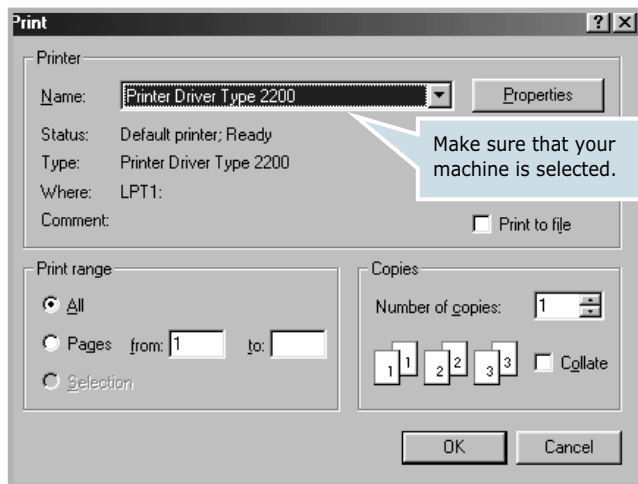 Print
Printer
Name: Printer Driver Type 2200 Properties
Status: Default printer; Ready
Type: Printer Driver Type 2200
Where: LPT1:
Comment:
Make sure that your
machine is selected.
Print to file
Print range
All
Pages from: 1 to:
Selection
Copies
Number of copies: 1
1 1 2 2 3 3 Collate
OK Cancel